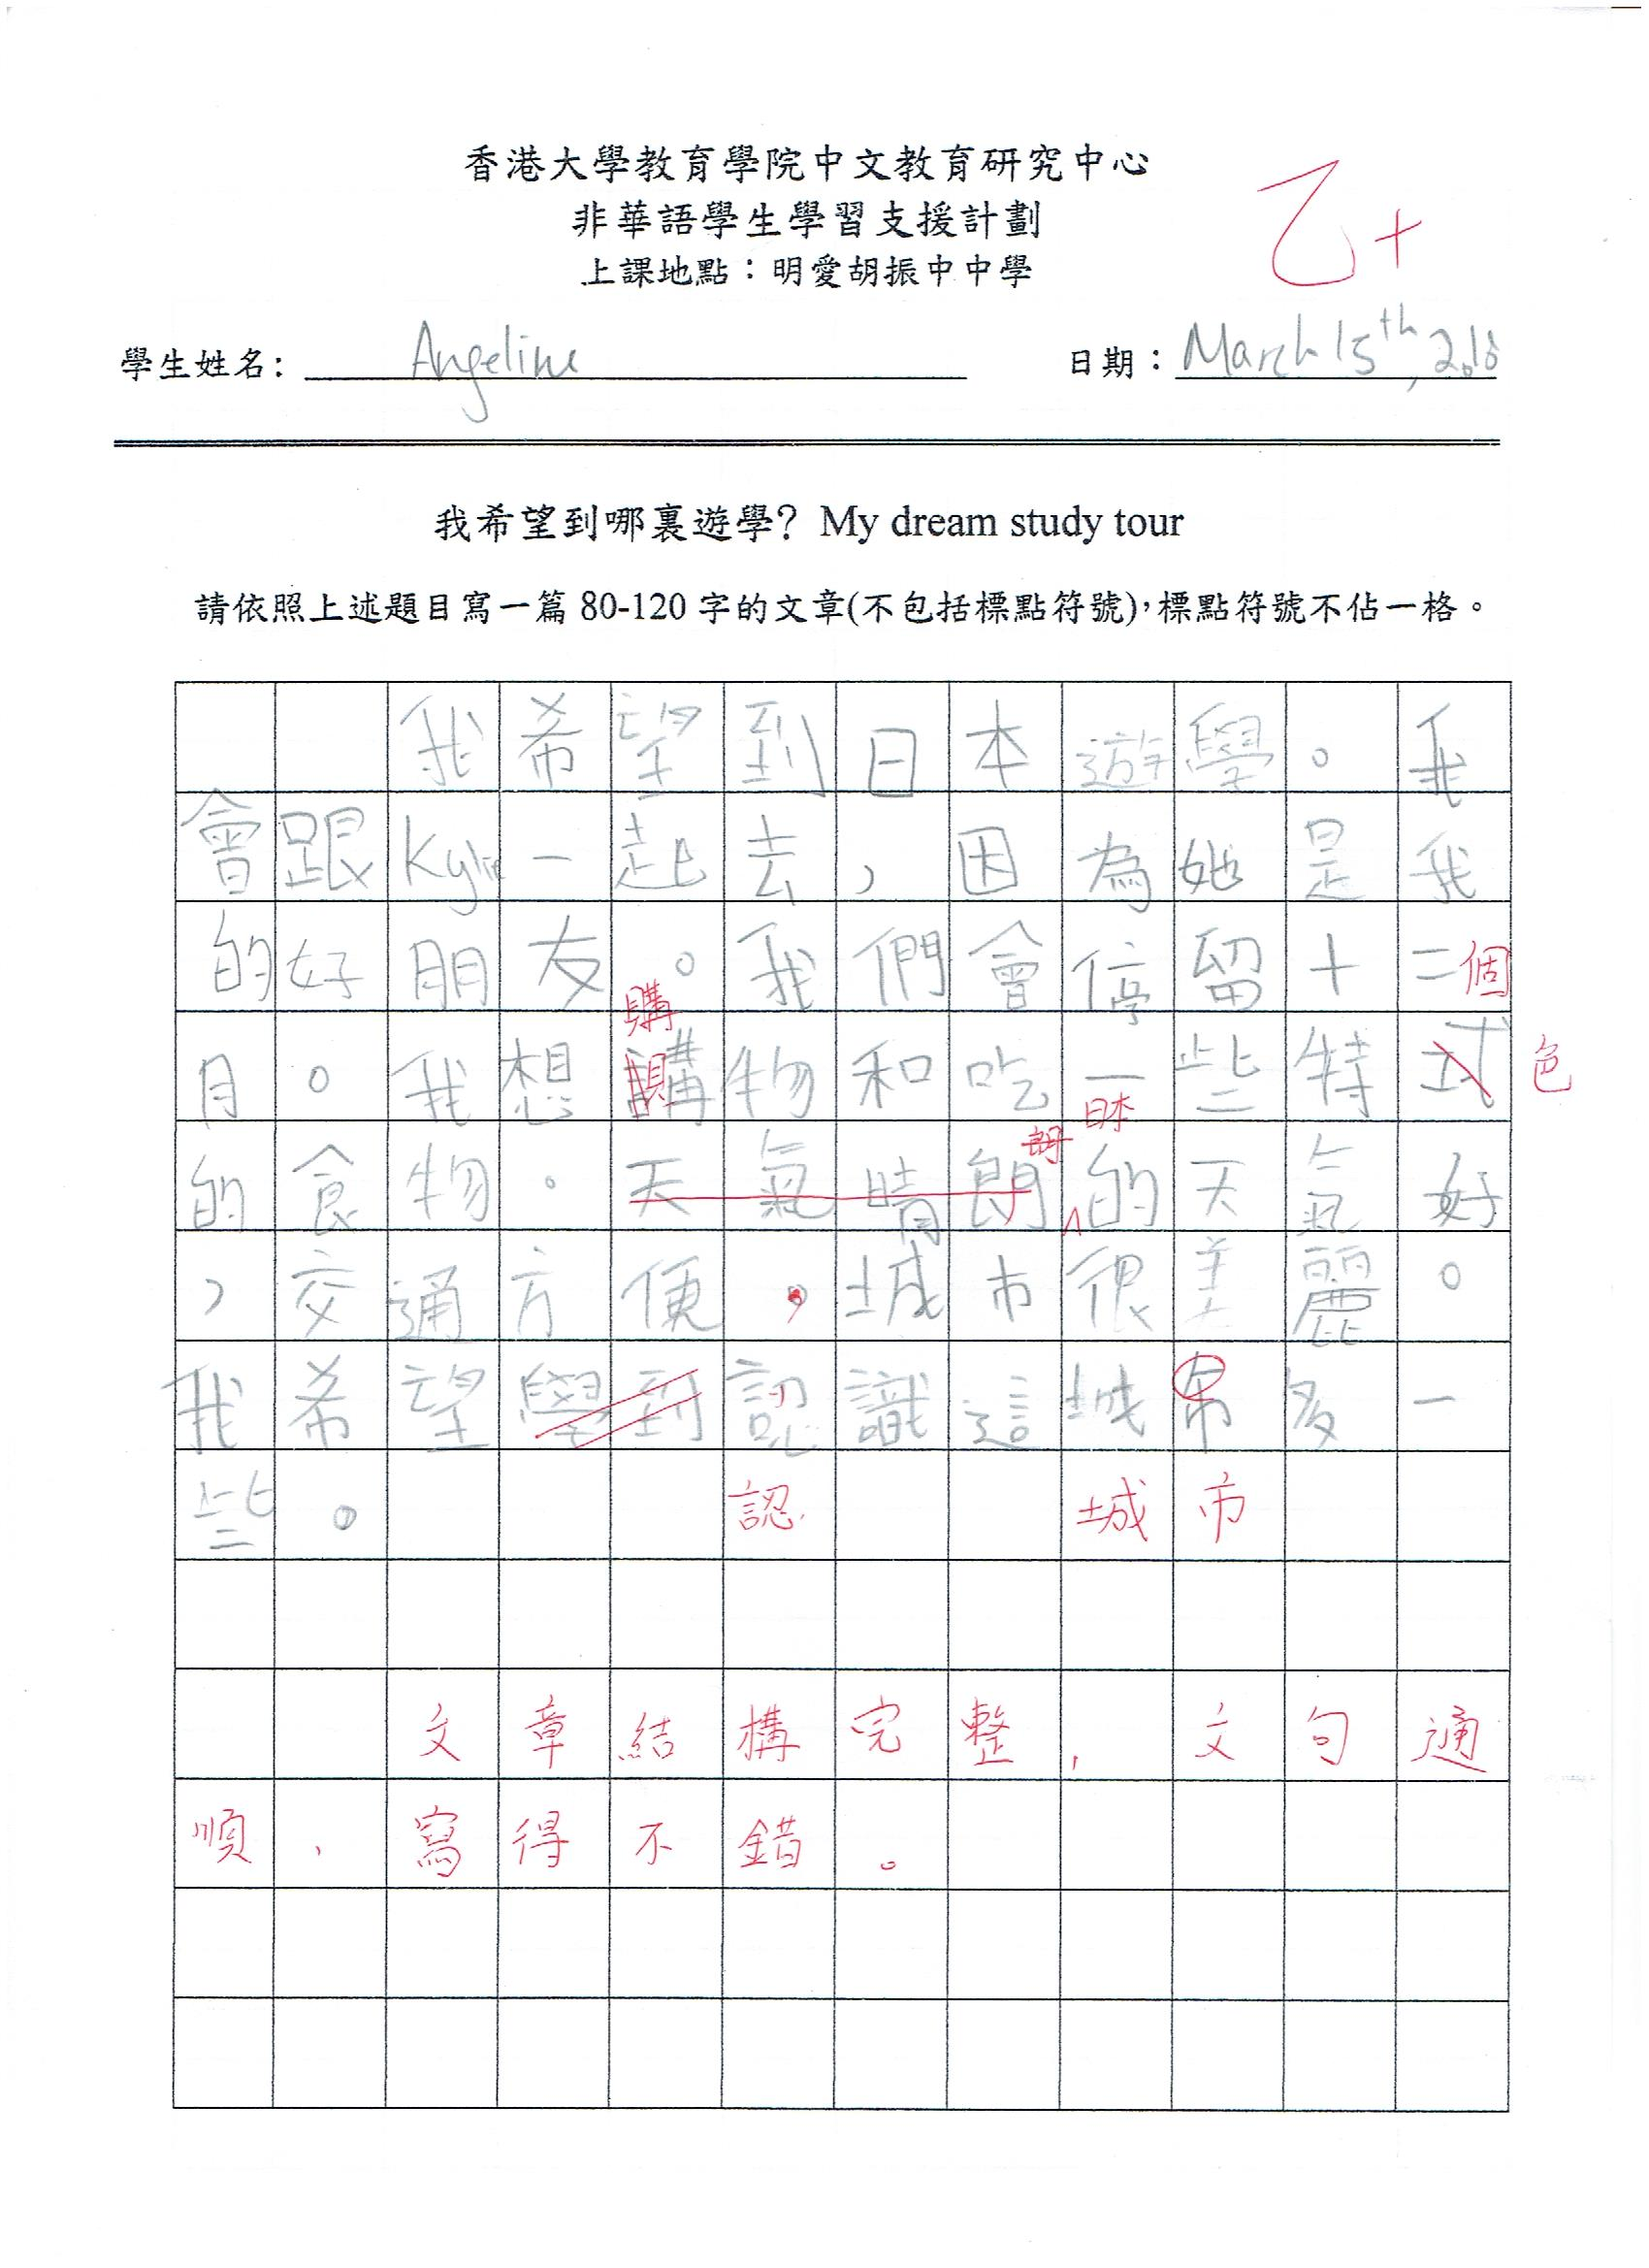 香港大學教育學院中文教育研究中心
非華語學生學習支援計劃
上課地點：明愛胡振中中學
乙+
學生姓名： Angeline 日期： March 15th, 2018
我希望到哪裏遊學？ My dream study tour
請依照上述題目寫一篇 80-120 字的文章(不包括標點符號)，標點符號不佔一格。
我希望到日本遊學。我
會跟Kylie一起去，因為她是我
的好朋友。我們會停留十二個
購
月。我想購物和吃一些特式色
日本
的食物。天氣晴朗的天氣好
，交通方便，城市很美麗。
我希望學到認識這城市多一
些。 認 城市
文章結構完整，文句通
順，寫得不錯。